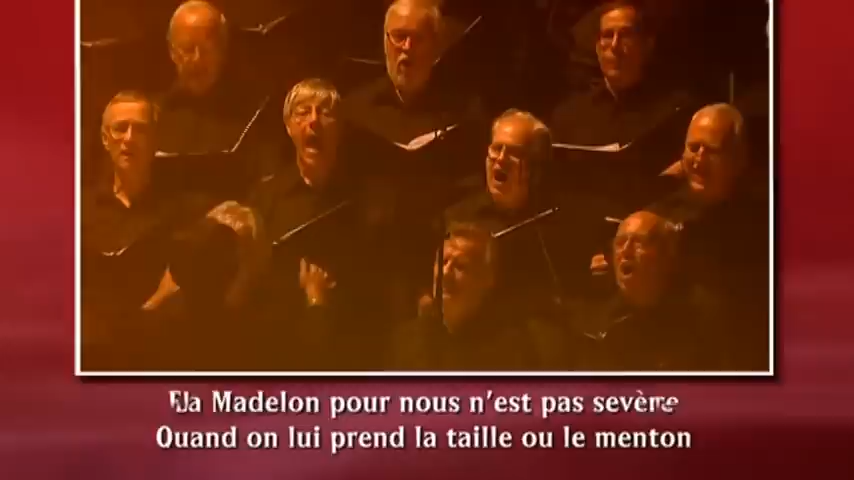 La Madelon pour nous n'est pas sevère
Quand on lui prend la taille ou le menton